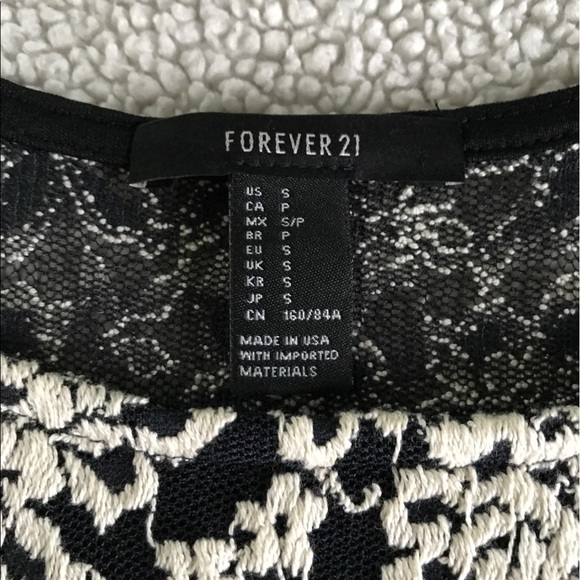 FOREVER 21
US S
CA P
MX S/P
BR P
EU S
UK S
KR S
JP S
CN 160/84A
MADE IN USA
WITH IMPORTED
MATERIALS